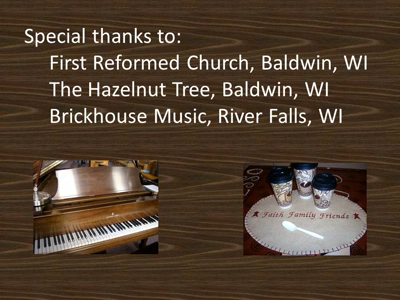 Special thanks to:
First Reformed Church, Baldwin, WI
The Hazelnut Tree, Baldwin, WI
Brickhouse Music, River Falls, WI
Faith Family Friends